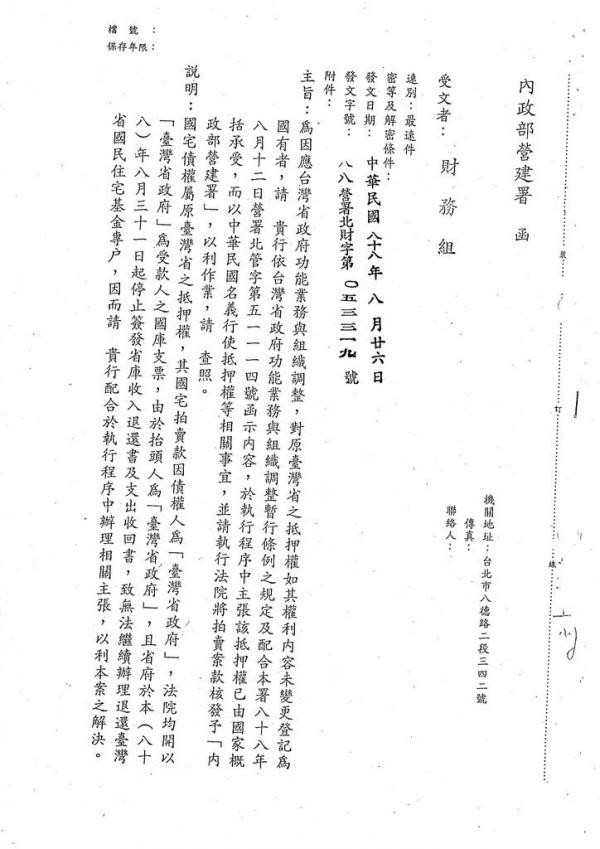 檔　號：
保存年限：
內政部營建署　函
機關地址：台北市八德路二段三四二號
傳真：
聯絡人：
受文者：財務組
速別：最速件
密等及解密條件：
發文日期：中華民國八十八年八月廿六日
發文字號：八八營署北財字第〇五三三一九號
附件：
主旨：為因應台灣省政府功能業務與組織調整，對原臺灣省之抵押權如其權利內容未變更登記為
國有者，請　貴行依台灣省政府功能業務與組織調整暫行條例之規定及配合本署八十八年
八月十二日營署北管字第五一一一四號函示內容，於執行程序中主張該抵押權已由國家概
括承受，而以中華民國名義行使抵押權等相關事宜，並請執行法院將拍賣案款核發予「內
政部營建署」，以利作業，請　查照。
說明：國宅債權屬原臺灣省之抵押權，其國宅拍賣款因債權人為「臺灣省政府」，法院均開以
「臺灣省政府」為受款人之國庫支票，由於抬頭人為「臺灣省政府」，且省府於本（八十
八）年八月三十一日起停止簽發省庫收入退還書及支出收回書，致無法繼續辦理退還臺灣
省國民住宅基金專戶，因而請　貴行配合於執行程序中辦理相關主張，以利本案之解決。
裝
訂
線